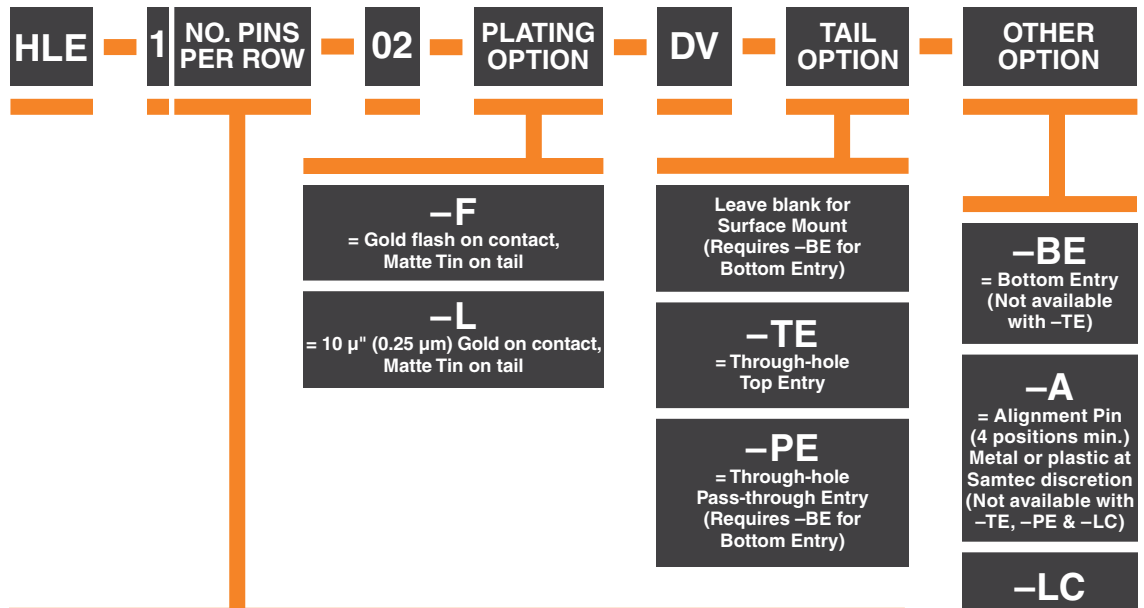 HLE
1
NO. PINS
PER ROW
02
PLATING
OPTION
DV
TAIL
OPTION
OTHER
OPTION
–F
= Gold flash on contact,
Matte Tin on tail
–L
= 10 µ" (0.25 µm) Gold on contact,
Matte Tin on tail
Leave blank for
Surface Mount
(Requires –BE for
Bottom Entry)
–TE
= Through-hole
Top Entry
–PE
= Through-hole
Pass-through Entry
(Requires –BE for
Bottom Entry)
–BE
= Bottom Entry
(Not available
with –TE)
–A
= Alignment Pin
(4 positions min.)
Metal or plastic at
Samtec discretion
(Not available with
–TE, –PE & –LC)
–LC